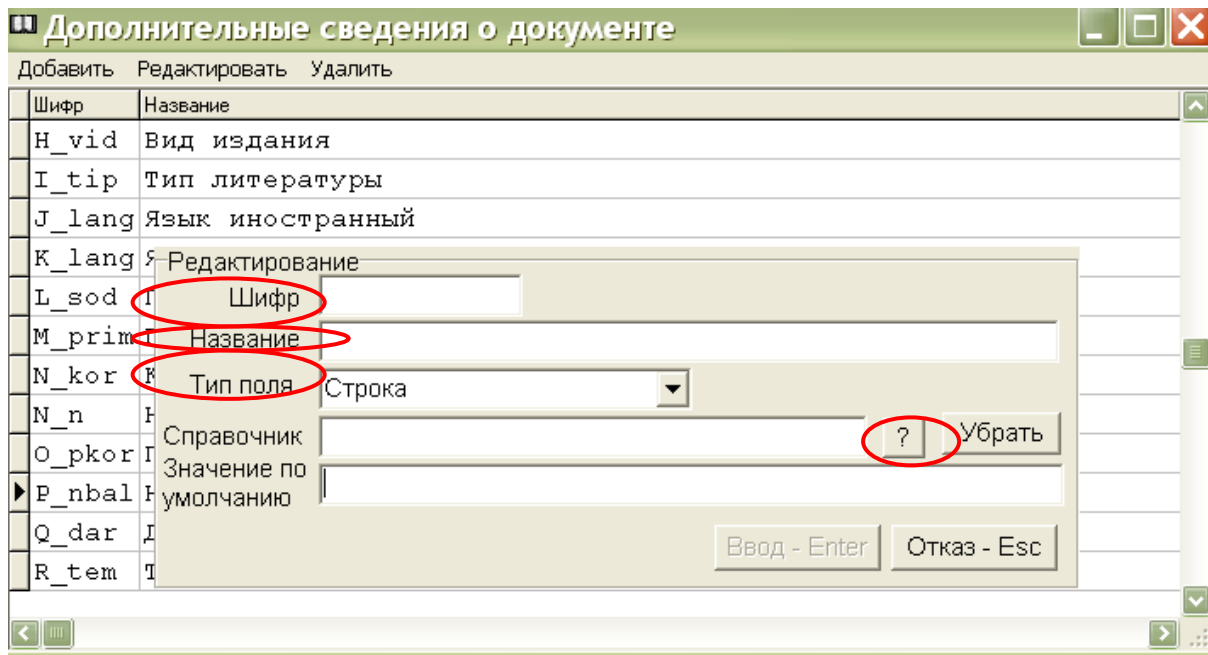 Дополнительные сведения о документе
Добавить Редактировать Удалить
Шифр Название
H_vid Вид издания
I_tip Тип литературы
J_lang Язык иностранный
K_lang
Редактирование
L_sod
Шифр
M_prim
Название
N_kor
Тип поля Строка
N_n
Справочник ? Убрать
O_pkor
Значение по
P_nbal
умолчанию
Q_dar
Ввод - Enter Отказ - Esc
R_tem